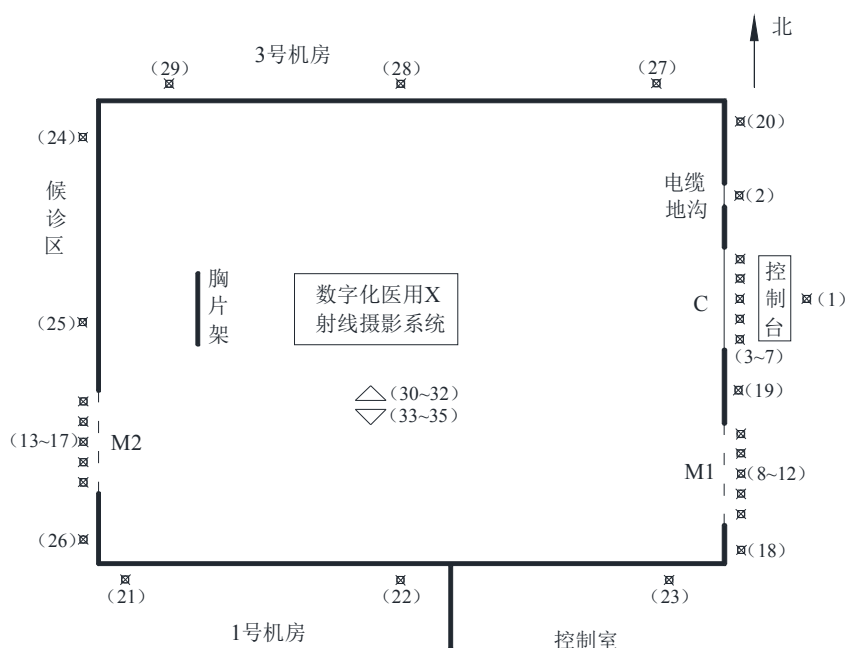 北
3号机房
(29)
(28)
(27)
(24)
(20)
候
诊
区
电缆
地沟
(2)
胸
片
架
数字化医用X
射线摄影系统
C
控
制
台
(1)
(25)
(3~7)
(30~32)
(33~35)
(19)
(13~17)
M2
M1
(8~12)
(26)
(18)
(21)
(22)
(23)
1号机房
控制室